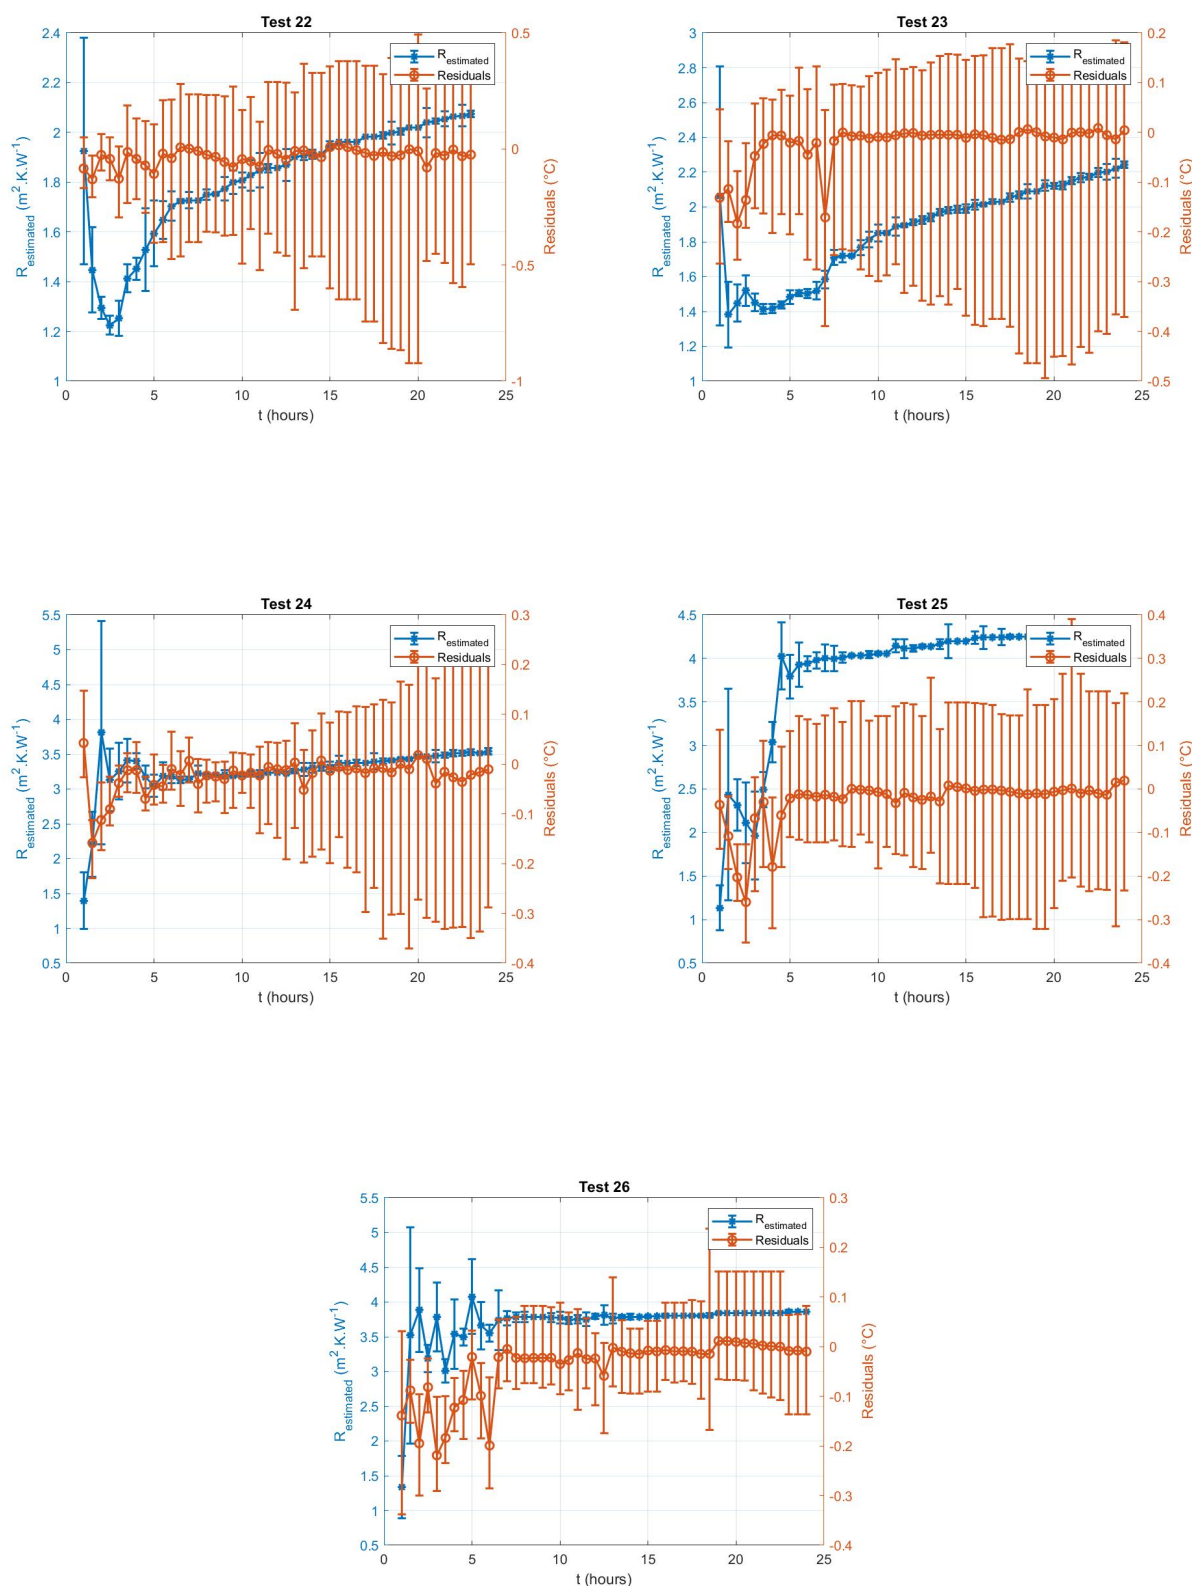 Test 22
R_estimated
Residuals
2.4
2.2
2
1.8
1.6
1.4
1.2
1
0.5
0
-0.5
-1
0 5 10 15 20 25
t (hours)
R_estimated (m².K.W⁻¹)
Residuals (°C)
Test 23
R_estimated
Residuals
3
2.8
2.6
2.4
2.2
2
1.8
1.6
1.4
1.2
1
0.2
0.1
0
-0.1
-0.2
-0.3
-0.4
-0.5
0 5 10 15 20 25
t (hours)
R_estimated (m².K.W⁻¹)
Residuals (°C)
Test 24
R_estimated
Residuals
5.5
5
4.5
4
3.5
3
2.5
2
1.5
1
0.5
0.3
0.2
0.1
0
-0.1
-0.2
-0.3
-0.4
0 5 10 15 20 25
t (hours)
R_estimated (m².K.W⁻¹)
Residuals (°C)
Test 25
R_estimated
Residuals
4.5
4
3.5
3
2.5
2
1.5
1
0.5
0.4
0.3
0.2
0.1
0
-0.1
-0.2
-0.3
-0.4
0 5 10 15 20 25
t (hours)
R_estimated (m².K.W⁻¹)
Residuals (°C)
Test 26
R_estimated
Residuals
5.5
5
4.5
4
3.5
3
2.5
2
1.5
1
0.5
0.3
0.2
0.1
0
-0.1
-0.2
-0.3
-0.4
0 5 10 15 20 25
t (hours)
R_estimated (m².K.W⁻¹)
Residuals (°C)